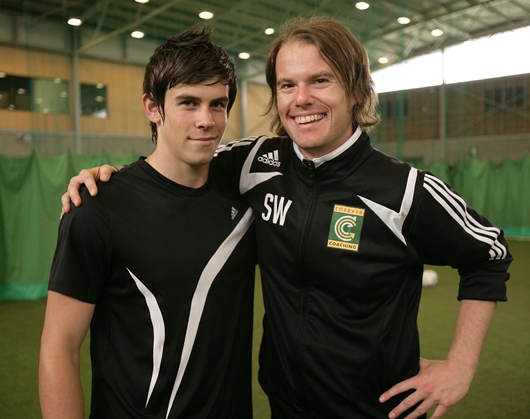 adidas
SW
COERVER
COACHING